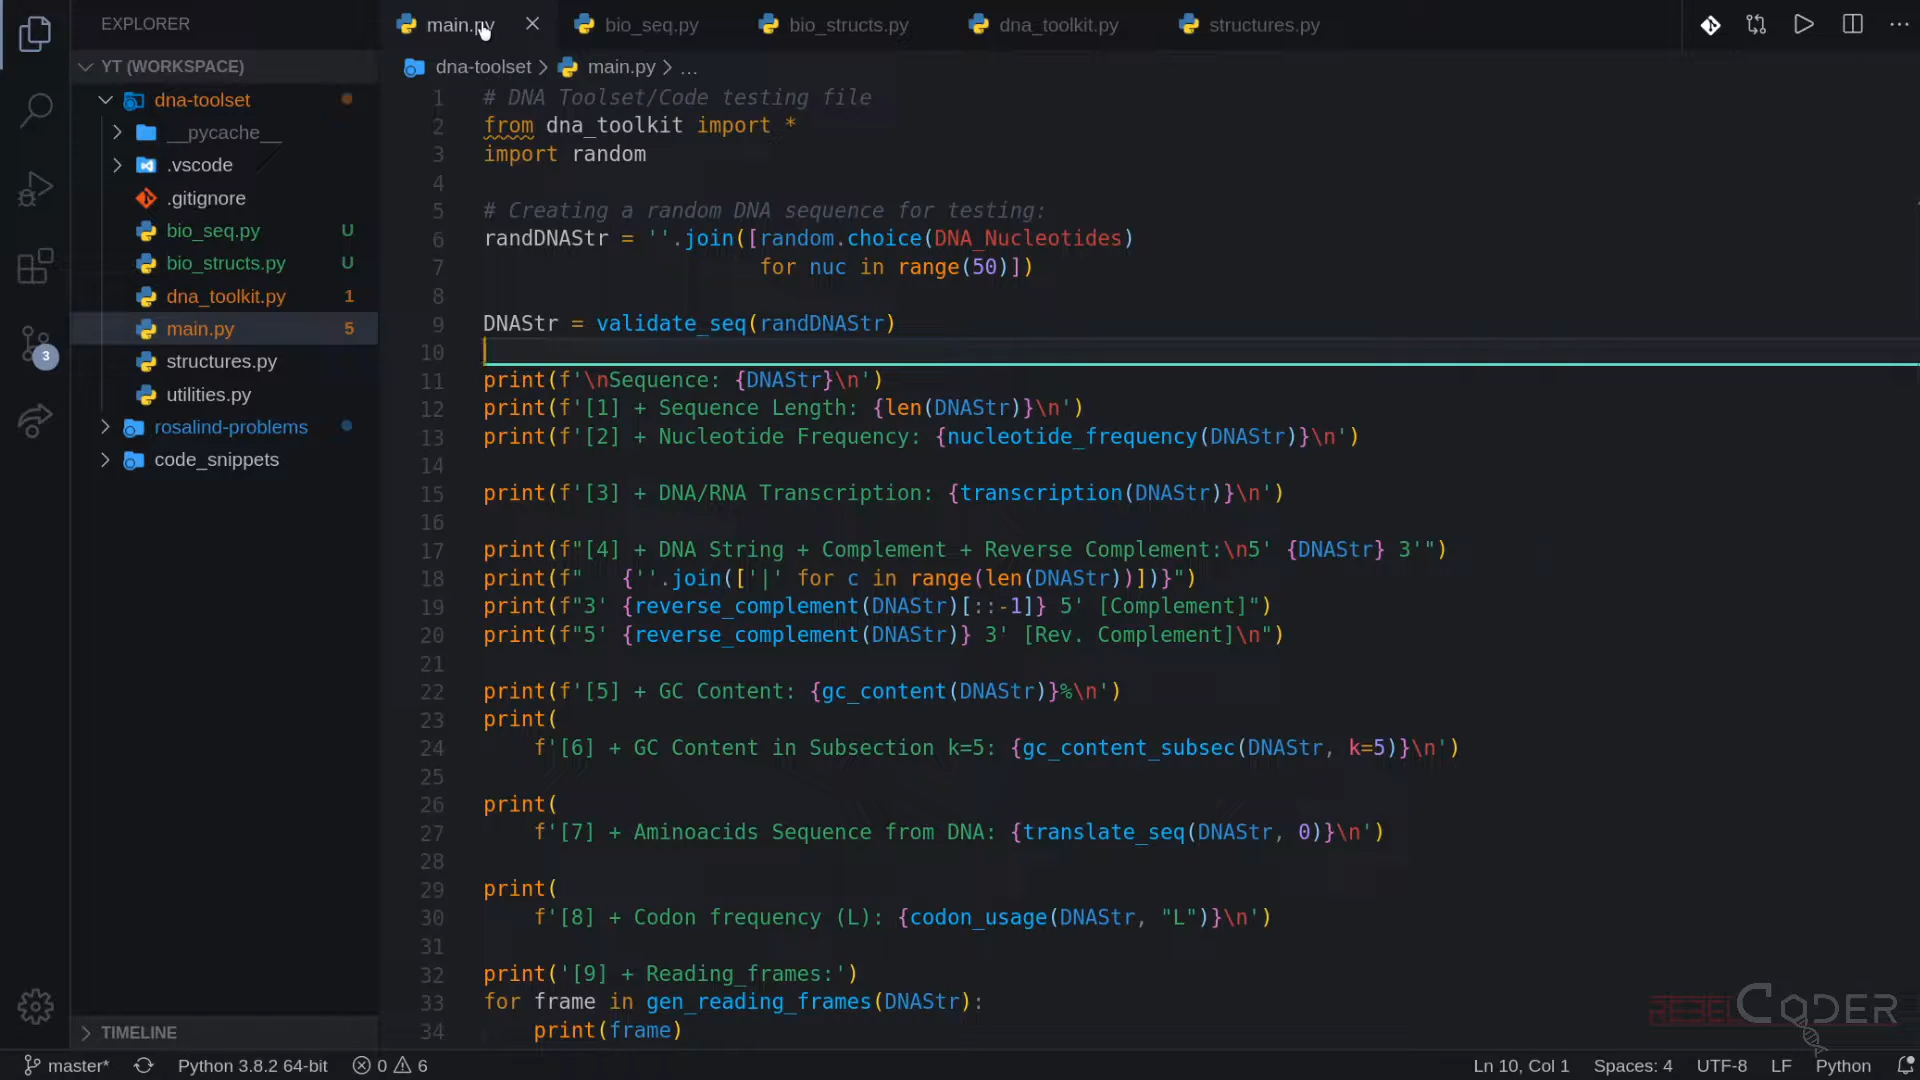 EXPLORER
main.py
bio_seq.py
bio_structs.py
dna_toolkit.py
structures.py
YT (WORKSPACE)
dna-toolset > main.py > ...
dna-toolset
__pycache__
.vscode
.gitignore
bio_seq.py U
bio_structs.py U
dna_toolkit.py 1
main.py 5
structures.py
utilities.py
rosalind-problems
code_snippets
3
1 # DNA Toolset/Code testing file
2 from dna_toolkit import *
3 import random
4
5 # Creating a random DNA sequence for testing:
6 randDNAStr = ''.join([random.choice(DNA_Nucleotides)
7 for nuc in range(50)])
8
9 DNAStr = validate_seq(randDNAStr)
10
11 print(f'\nSequence: {DNAStr}\n')
12 print(f'[1] + Sequence Length: {len(DNAStr)}\n')
13 print(f'[2] + Nucleotide Frequency: {nucleotide_frequency(DNAStr)}\n')
14
15 print(f'[3] + DNA/RNA Transcription: {transcription(DNAStr)}\n')
16
17 print(f"[4] + DNA String + Complement + Reverse Complement:\n5' {DNAStr} 3'")
18 print(f"   {''.join(['|' for c in range(len(DNAStr))])}")
19 print(f"3' {reverse_complement(DNAStr)[::-1]} 5' [Complement]")
20 print(f"5' {reverse_complement(DNAStr)} 3' [Rev. Complement]\n")
21
22 print(f'[5] + GC Content: {gc_content(DNAStr)}%\n')
23 print(
24 f'[6] + GC Content in Subsection k=5: {gc_content_subsec(DNAStr, k=5)}\n')
25
26 print(
27 f'[7] + Aminoacids Sequence from DNA: {translate_seq(DNAStr, 0)}\n')
28
29 print(
30 f'[8] + Codon frequency (L): {codon_usage(DNAStr, "L")}\n')
31
32 print('[9] + Reading_frames:')
33 for frame in gen_reading_frames(DNAStr):
34 print(frame)
REBEL CODER
TIMELINE
master* Python 3.8.2 64-bit 0 6 Ln 10, Col 1 Spaces: 4 UTF-8 LF Python